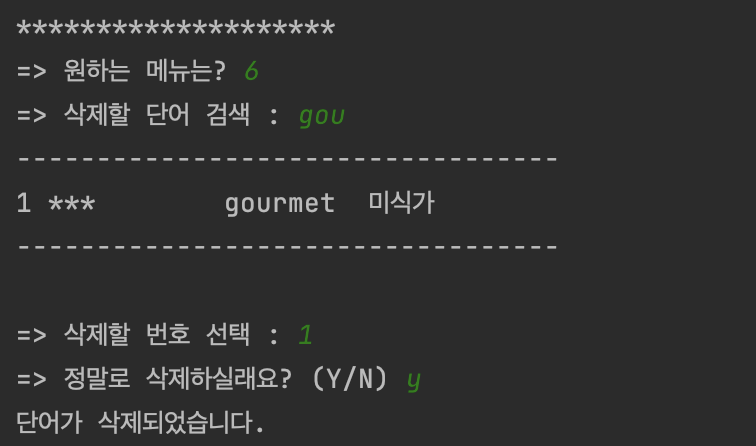 ********************
=> 원하는 메뉴는? 6
=> 삭제할 단어 검색 : gou
----------------------------------
1 ***        gourmet  미식가
----------------------------------
=> 삭제할 번호 선택 : 1
=> 정말로 삭제하실래요? (Y/N) y
단어가 삭제되었습니다.